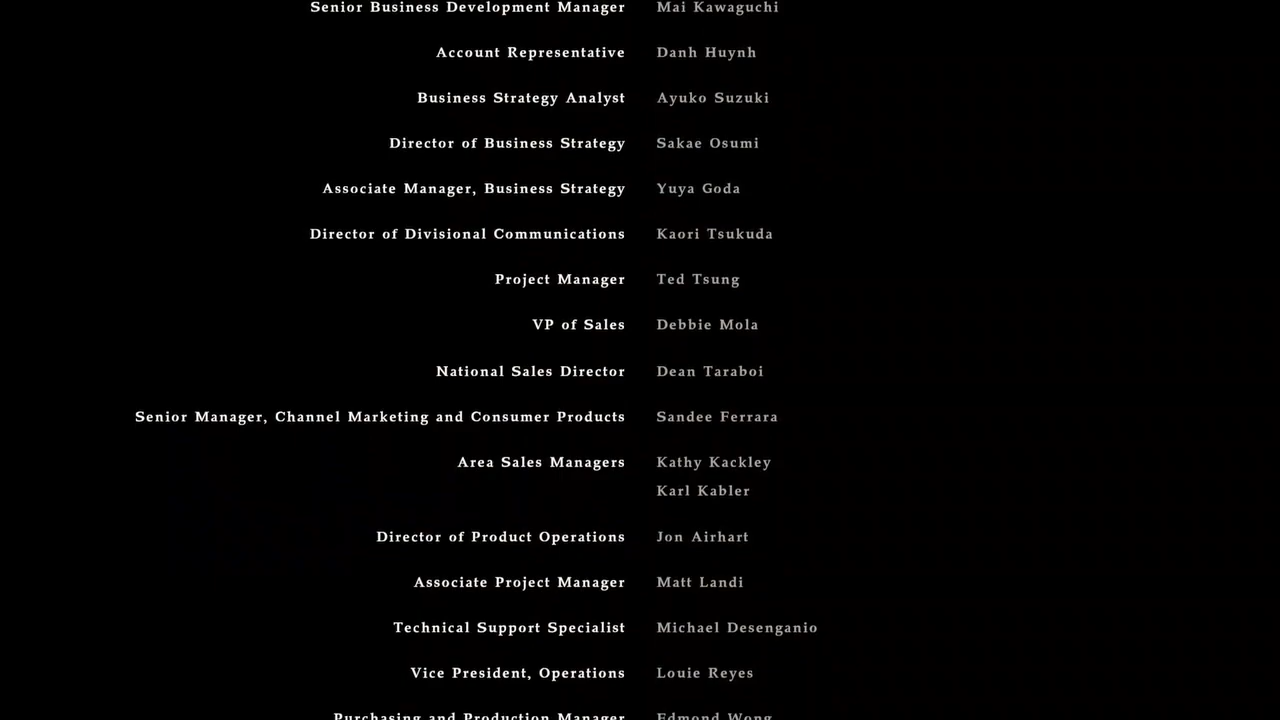 Senior Business Development Manager Mai Kawaguchi
Account Representative Danh Huynh
Business Strategy Analyst Ayuko Suzuki
Director of Business Strategy Sakae Osumi
Associate Manager, Business Strategy Yuya Goda
Director of Divisional Communications Kaori Tsukuda
Project Manager Ted Tsung
VP of Sales Debbie Mola
National Sales Director Dean Taraboi
Senior Manager, Channel Marketing and Consumer Products Sandee Ferrara
Area Sales Managers Kathy Kackley
Karl Kabler
Director of Product Operations Jon Airhart
Associate Project Manager Matt Landi
Technical Support Specialist Michael Desenganio
Vice President, Operations Louie Reyes
Purchasing and Production Manager Edmond Wong